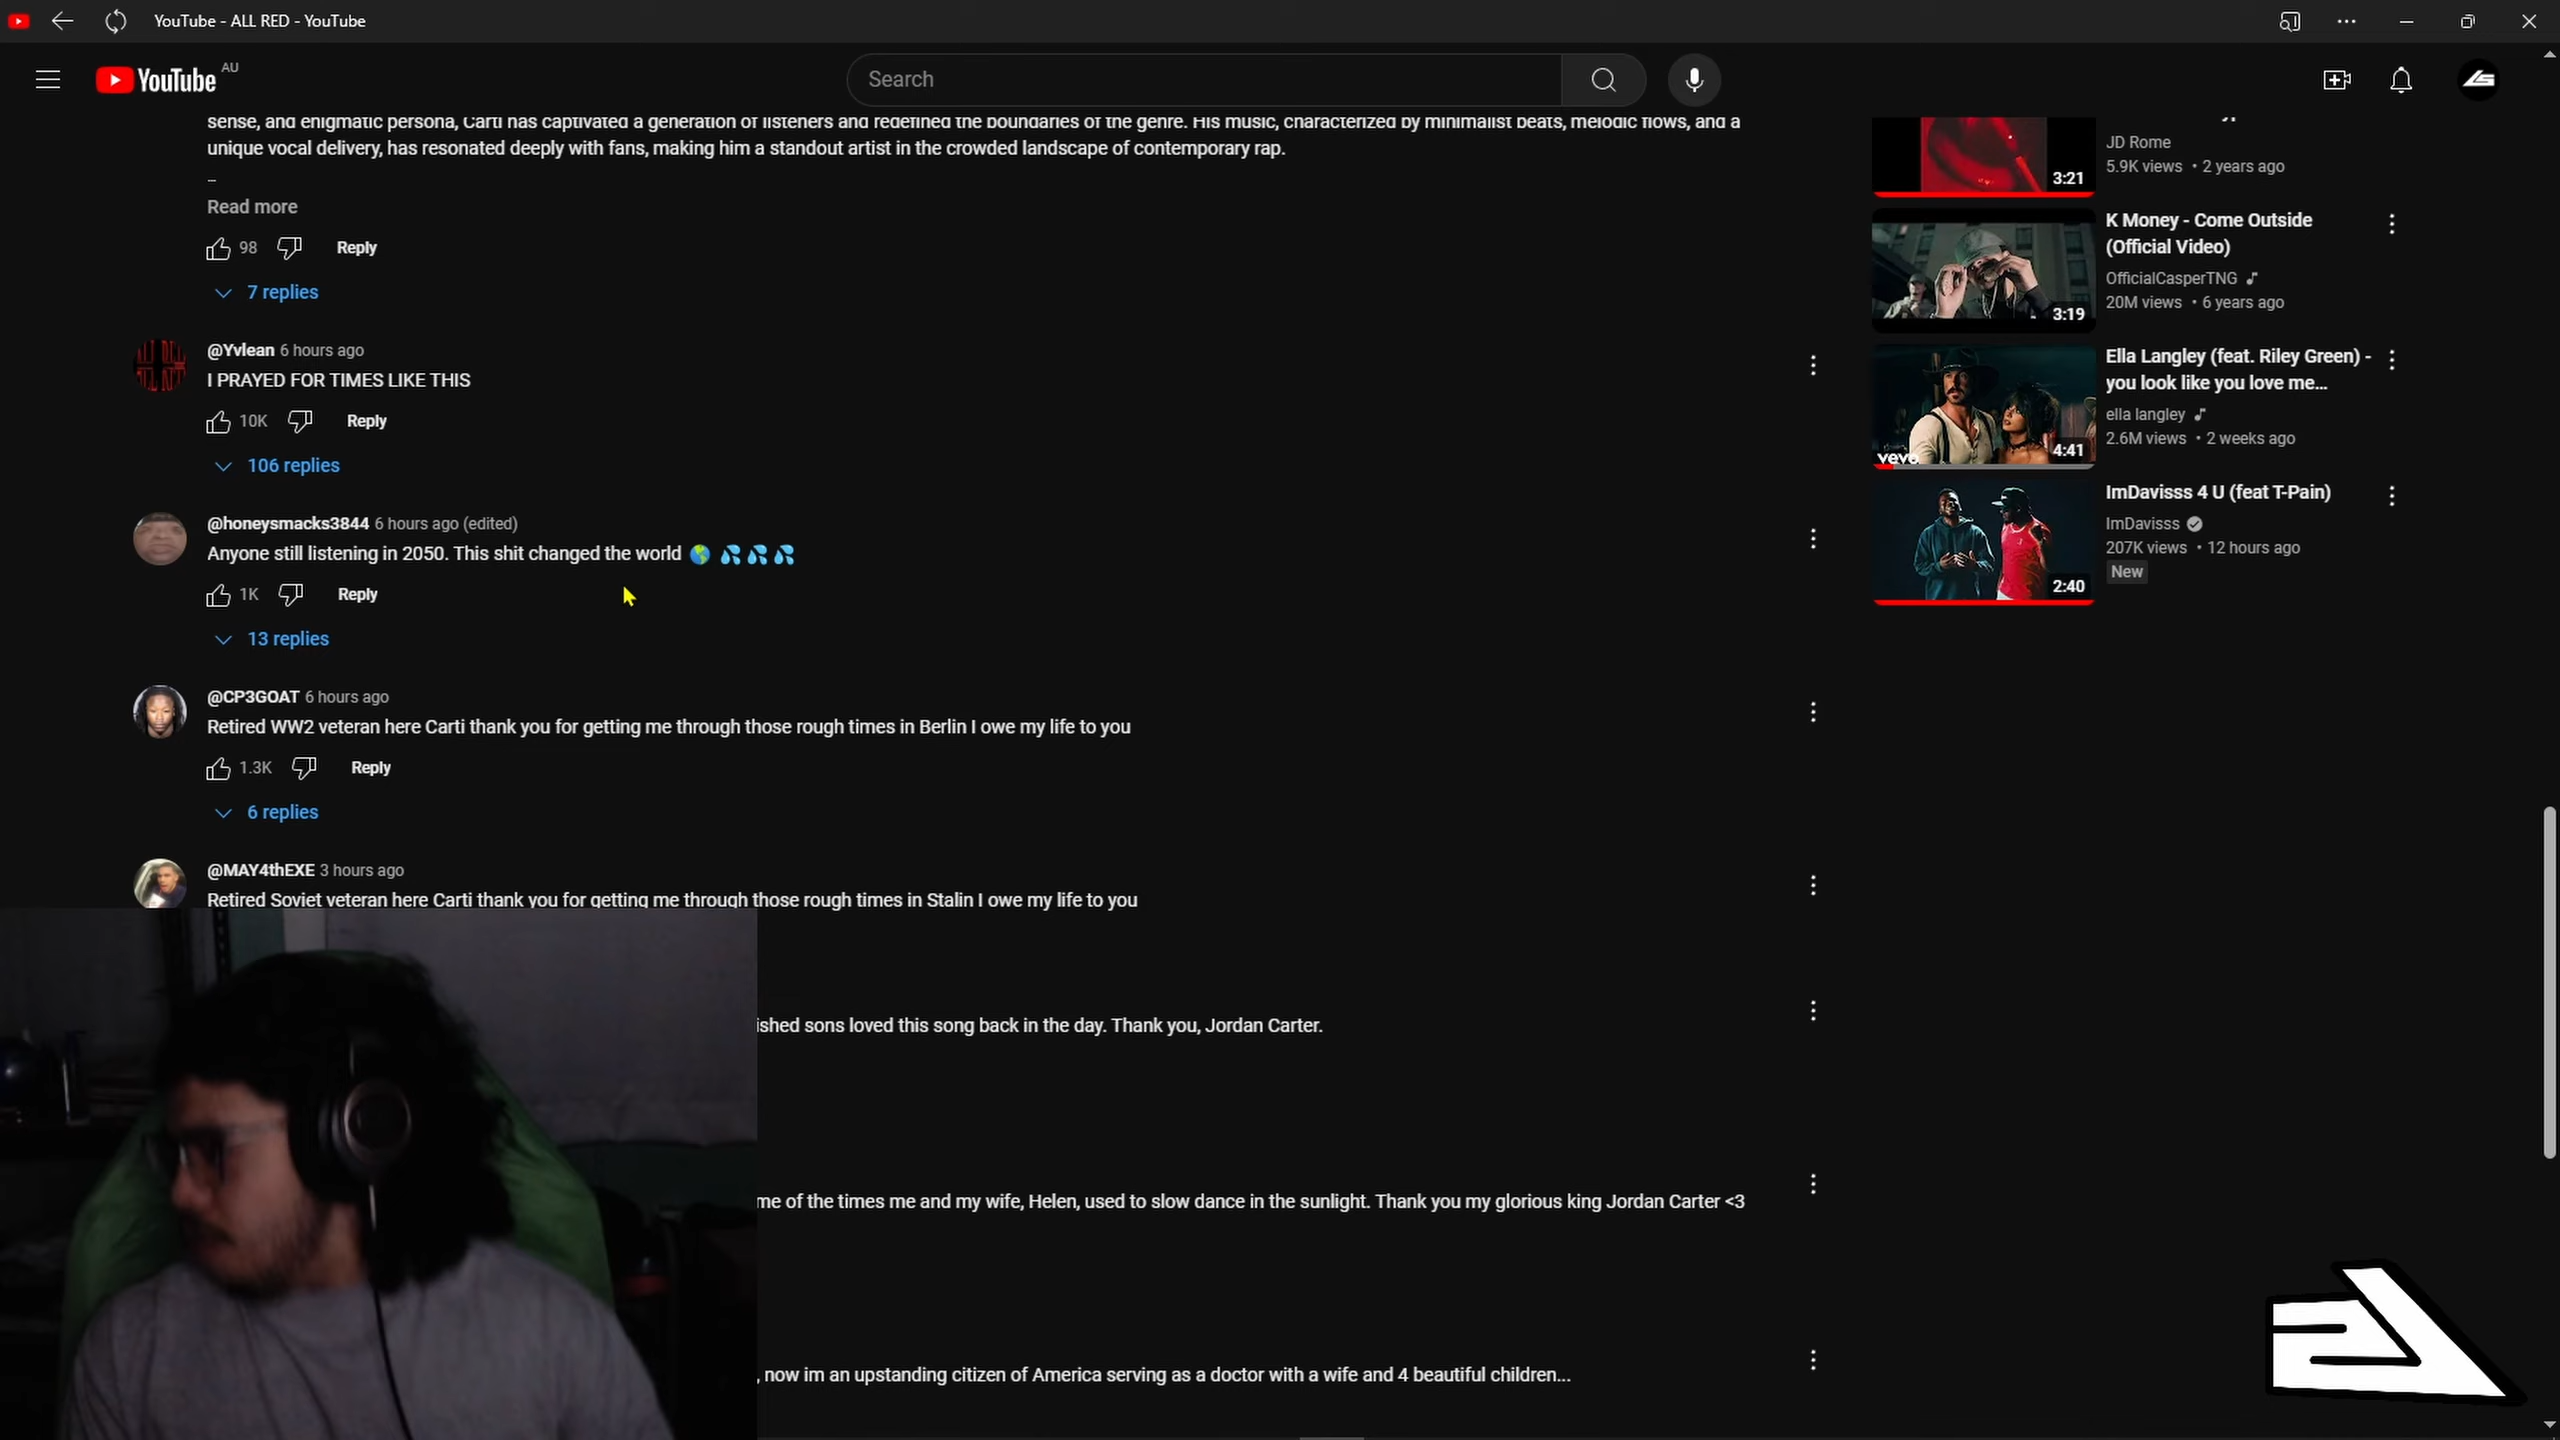 YouTube - ALL RED - YouTube
YouTube AU
Search
sense, and enigmatic persona, Carti has captivated a generation of listeners and redefined the boundaries of the genre. His music, characterized by minimalist beats, melodic flows, and a
unique vocal delivery, has resonated deeply with fans, making him a standout artist in the crowded landscape of contemporary rap.
...
Read more
98 Reply
7 replies
@Yvlean 6 hours ago
I PRAYED FOR TIMES LIKE THIS
10K Reply
106 replies
@honeysmacks3844 6 hours ago (edited)
Anyone still listening in 2050. This shit changed the world 🌎 💦 💦 💦
1K Reply
13 replies
@CP3GOAT 6 hours ago
Retired WW2 veteran here Carti thank you for getting me through those rough times in Berlin I owe my life to you
1.3K Reply
6 replies
@MAY4thEXE 3 hours ago
Retired Soviet veteran here Carti thank you for getting me through those rough times in Stalin I owe my life to you
sons loved this song back in the day. Thank you, Jordan Carter.
me of the times me and my wife, Helen, used to slow dance in the sunlight. Thank you my glorious king Jordan Carter <3
, now im an upstanding citizen of America serving as a doctor with a wife and 4 beautiful children...
3:21
JD Rome
5.9K views • 2 years ago
3:19
K Money - Come Outside
(Official Video)
OfficialCasperTNG
20M views • 6 years ago
vevo
4:41
Ella Langley (feat. Riley Green) -
you look like you love me...
ella langley
2.6M views • 2 weeks ago
2:40
ImDavisss 4 U (feat T-Pain)
ImDavisss
207K views • 12 hours ago
New